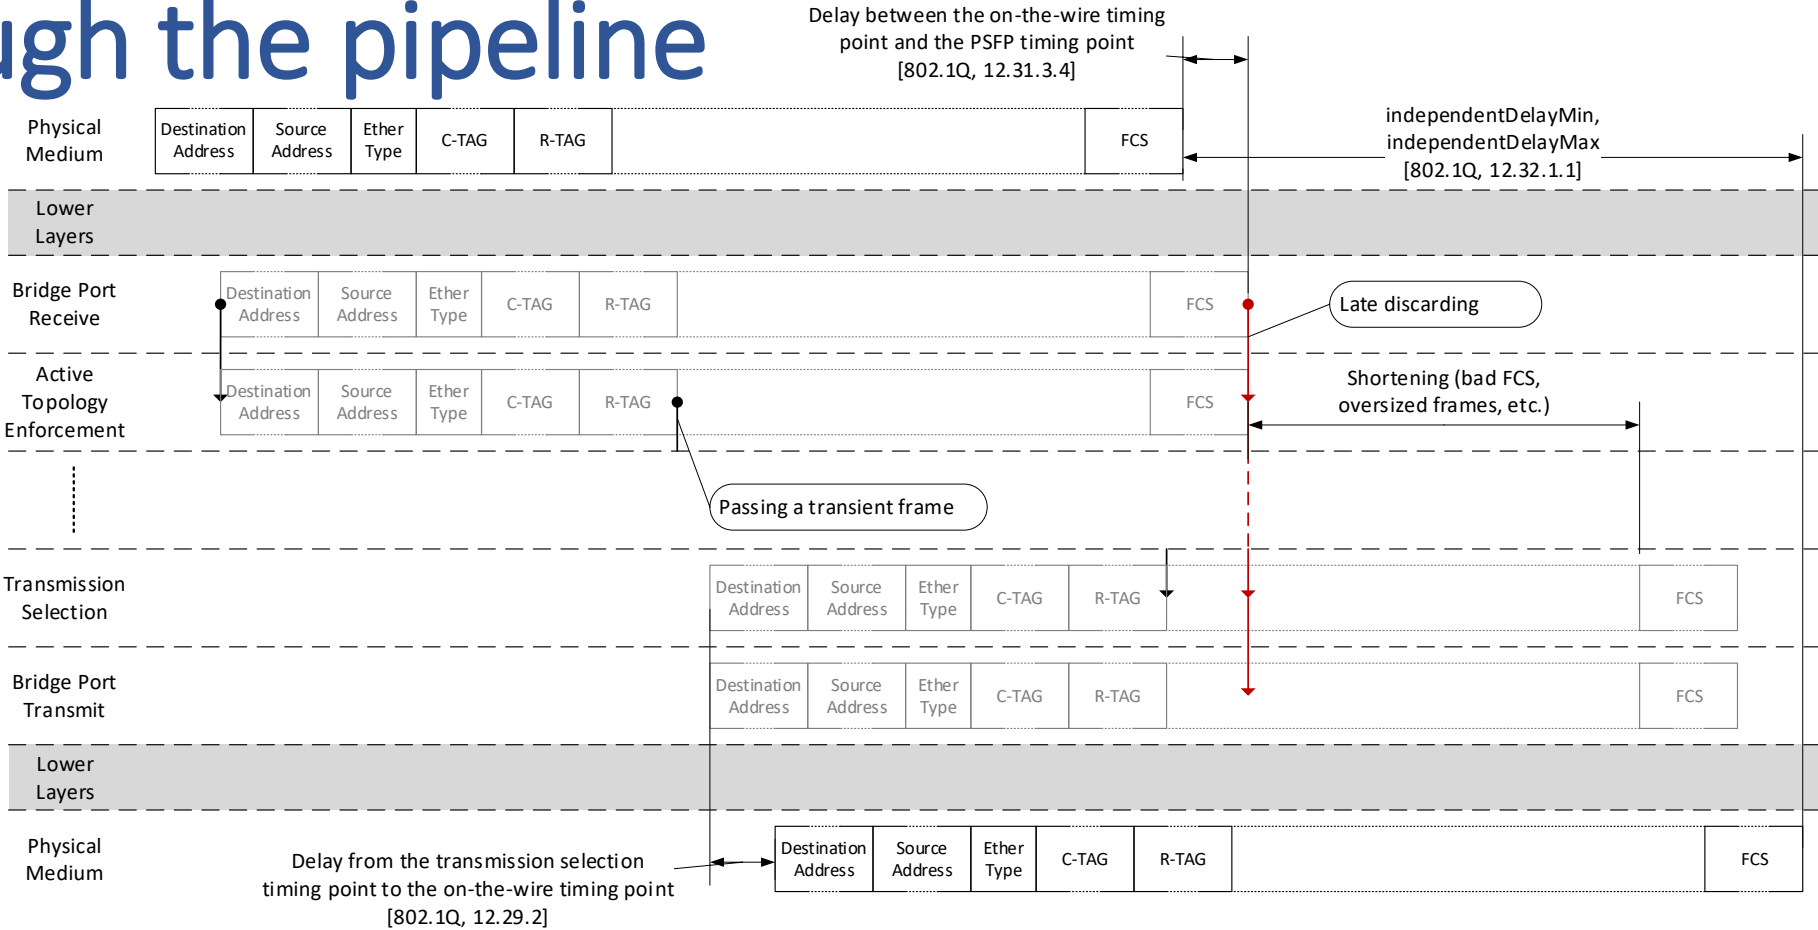 ugh the pipeline
Delay between the on-the-wire timing
point and the PSFP timing point
[802.1Q, 12.31.3.4]
Physical
Medium
Destination
Address
Source
Address
Ether
Type
C-TAG
R-TAG
FCS
independentDelayMin,
independentDelayMax
[802.1Q, 12.32.1.1]
Lower
Layers
Bridge Port
Receive
Destination
Address
Source
Address
Ether
Type
C-TAG
R-TAG
FCS
Late discarding
Active
Topology
Enforcement
Destination
Address
Source
Address
Ether
Type
C-TAG
R-TAG
FCS
Shortening (bad FCS,
oversized frames, etc.)
Passing a transient frame
Transmission
Selection
Destination
Address
Source
Address
Ether
Type
C-TAG
R-TAG
FCS
Bridge Port
Transmit
Destination
Address
Source
Address
Ether
Type
C-TAG
R-TAG
FCS
Lower
Layers
Physical
Medium
Delay from the transmission selection
timing point to the on-the-wire timing point
[802.1Q, 12.29.2]
Destination
Address
Source
Address
Ether
Type
C-TAG
R-TAG
FCS